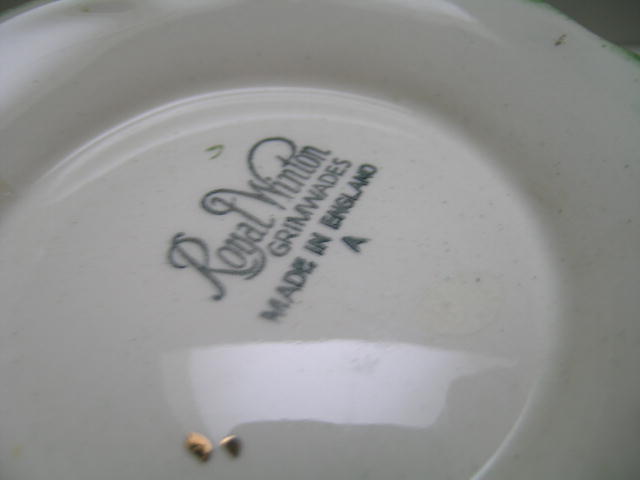 Royal Winton
GRIMWADES
MADE IN ENGLAND
A